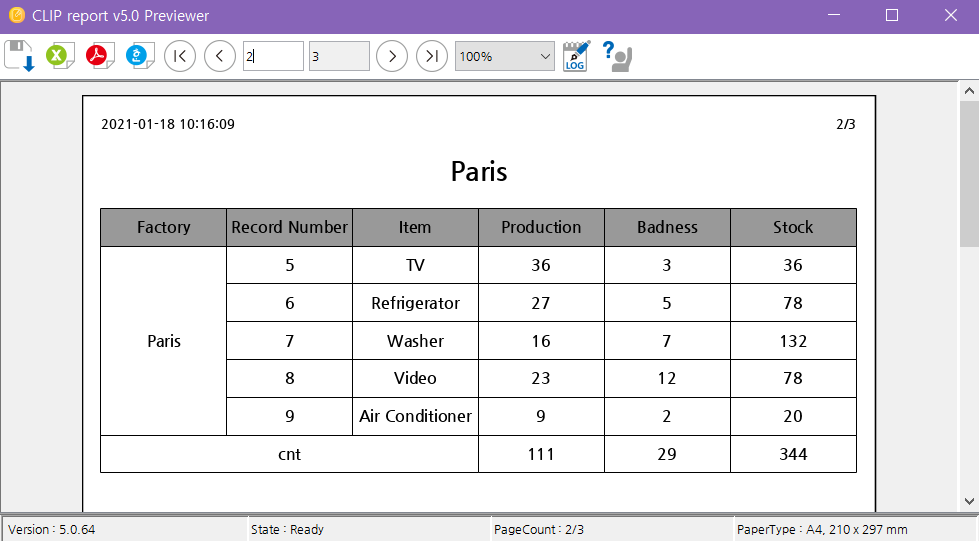 CLIP report v5.0 Previewer
2 3 100% LOG
2021-01-18 10:16:09 2/3
Paris
Factory Record Number Item Production Badness Stock
5 TV 36 3 36
6 Refrigerator 27 5 78
Paris 7 Washer 16 7 132
8 Video 23 12 78
9 Air Conditioner 9 2 20
cnt 111 29 344
Version : 5.0.64 State : Ready PageCount : 2/3 PaperType : A4, 210 x 297 mm